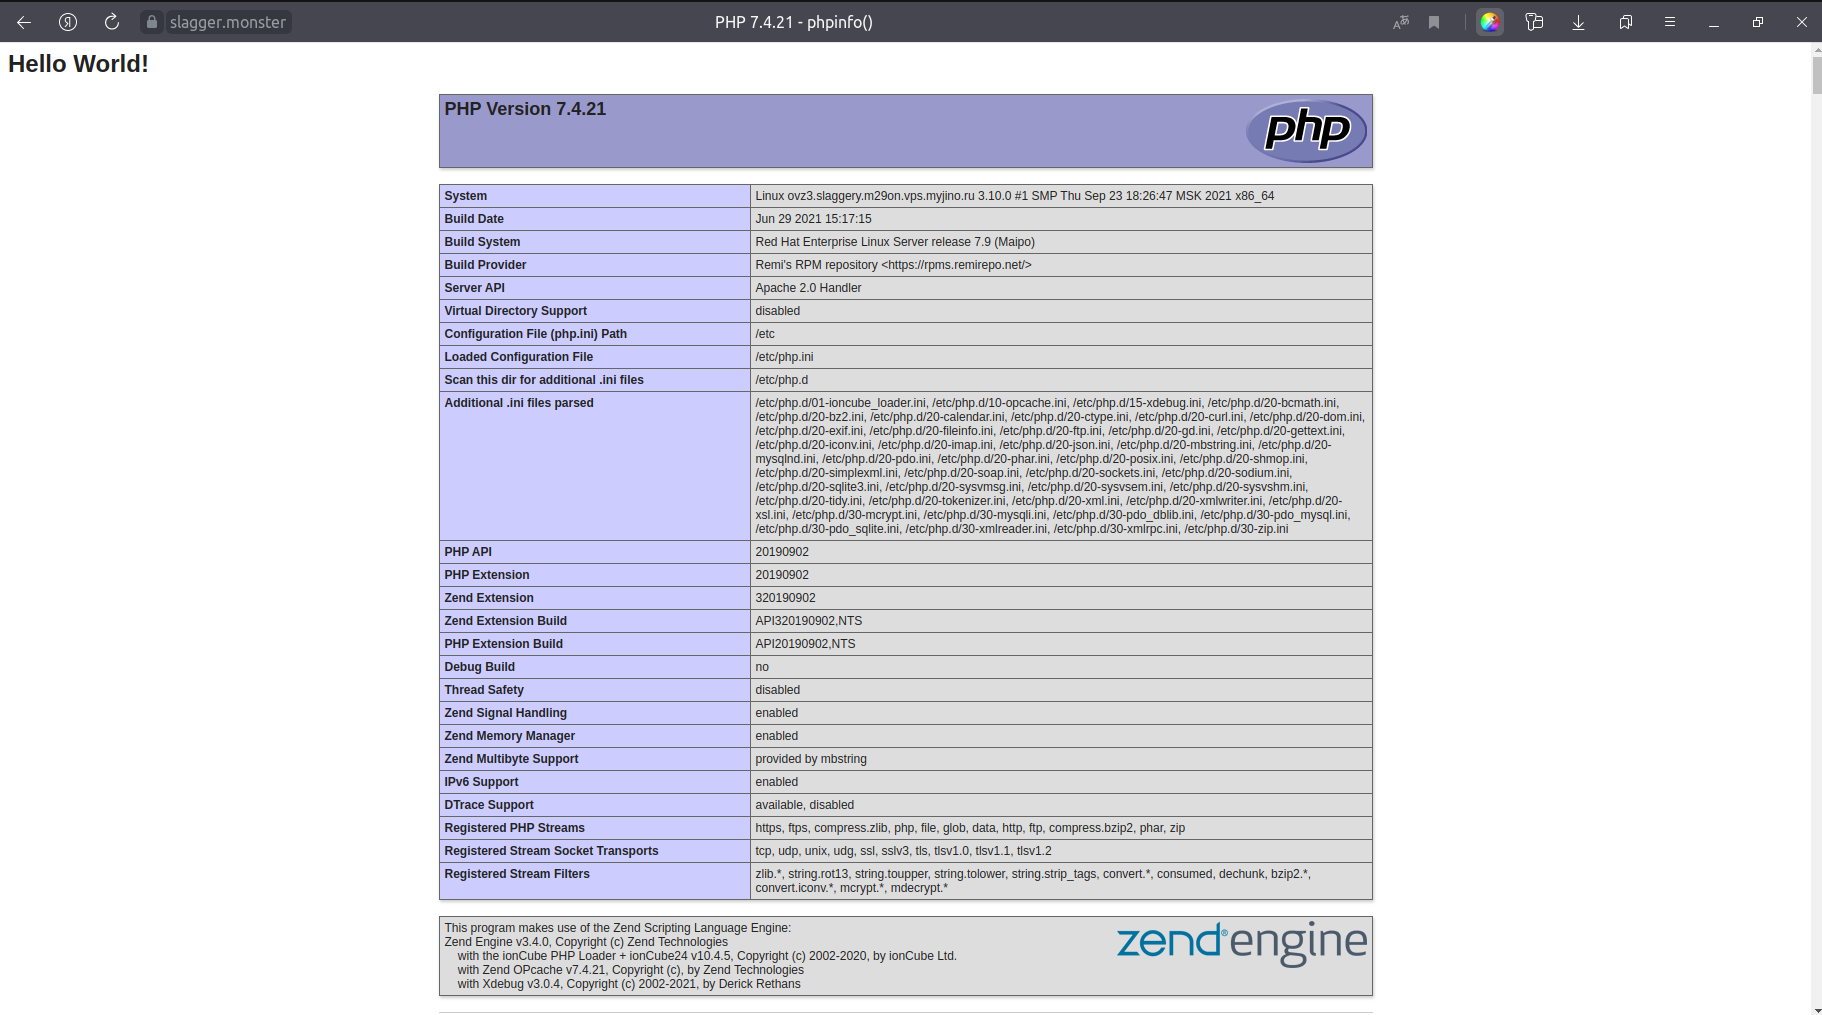 slagger.monster
PHP 7.4.21 - phpinfo()
Hello World!
PHP Version 7.4.21
php
System Linux ovz3.slaggery.m29on.vps.myjino.ru 3.10.0 #1 SMP Thu Sep 23 18:26:47 MSK 2021 x86_64
Build Date Jun 29 2021 15:17:15
Build System Red Hat Enterprise Linux Server release 7.9 (Maipo)
Build Provider Remi's RPM repository <https://rpms.remirepo.net/>
Server API Apache 2.0 Handler
Virtual Directory Support disabled
Configuration File (php.ini) Path /etc
Loaded Configuration File /etc/php.ini
Scan this dir for additional .ini files /etc/php.d
Additional .ini files parsed /etc/php.d/01-ioncube_loader.ini, /etc/php.d/10-opcache.ini, /etc/php.d/15-xdebug.ini, /etc/php.d/20-bcmath.ini,
/etc/php.d/20-bz2.ini, /etc/php.d/20-calendar.ini, /etc/php.d/20-ctype.ini, /etc/php.d/20-curl.ini, /etc/php.d/20-dom.ini,
/etc/php.d/20-exif.ini, /etc/php.d/20-fileinfo.ini, /etc/php.d/20-ftp.ini, /etc/php.d/20-gd.ini, /etc/php.d/20-gettext.ini,
/etc/php.d/20-iconv.ini, /etc/php.d/20-imap.ini, /etc/php.d/20-json.ini, /etc/php.d/20-mbstring.ini, /etc/php.d/20-
mysqlnd.ini, /etc/php.d/20-pdo.ini, /etc/php.d/20-phar.ini, /etc/php.d/20-posix.ini, /etc/php.d/20-shmop.ini,
/etc/php.d/20-simplexml.ini, /etc/php.d/20-soap.ini, /etc/php.d/20-sockets.ini, /etc/php.d/20-sodium.ini,
/etc/php.d/20-sqlite3.ini, /etc/php.d/20-sysvmsg.ini, /etc/php.d/20-sysvsem.ini, /etc/php.d/20-sysvshm.ini,
/etc/php.d/20-tidy.ini, /etc/php.d/20-tokenizer.ini, /etc/php.d/20-xml.ini, /etc/php.d/20-xmlwriter.ini, /etc/php.d/20-
xsl.ini, /etc/php.d/30-mcrypt.ini, /etc/php.d/30-mysqli.ini, /etc/php.d/30-pdo_dblib.ini, /etc/php.d/30-pdo_mysql.ini,
/etc/php.d/30-pdo_sqlite.ini, /etc/php.d/30-xmlreader.ini, /etc/php.d/30-xmlrpc.ini, /etc/php.d/30-zip.ini
PHP API 20190902
PHP Extension 20190902
Zend Extension 320190902
Zend Extension Build API320190902,NTS
PHP Extension Build API20190902,NTS
Debug Build no
Thread Safety disabled
Zend Signal Handling enabled
Zend Memory Manager enabled
Zend Multibyte Support provided by mbstring
IPv6 Support enabled
DTrace Support available, disabled
Registered PHP Streams https, ftps, compress.zlib, php, file, glob, data, http, ftp, compress.bzip2, phar, zip
Registered Stream Socket Transports tcp, udp, unix, udg, ssl, sslv3, tls, tlsv1.0, tlsv1.1, tlsv1.2
Registered Stream Filters zlib.*, string.rot13, string.toupper, string.tolower, string.strip_tags, convert.*, consumed, dechunk, bzip2.*,
convert.iconv.*, mcrypt.*, mdecrypt.*
This program makes use of the Zend Scripting Language Engine:
Zend Engine v3.4.0, Copyright (c) Zend Technologies
with the ionCube PHP Loader + ionCube24 v10.4.5, Copyright (c) 2002-2020, by ionCube Ltd.
with Zend OPcache v7.4.21, Copyright (c), by Zend Technologies
with Xdebug v3.0.4, Copyright (c) 2002-2021, by Derick Rethans
zend®engine